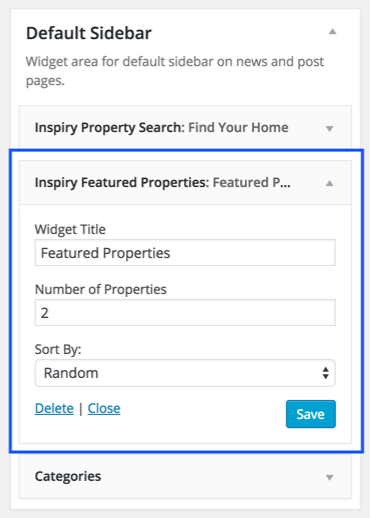 Default Sidebar
Widget area for default sidebar on news and post
pages.
Inspiry Property Search: Find Your Home
Inspiry Featured Properties: Featured P...
Widget Title
Featured Properties
Number of Properties
2
Sort By:
Random
Delete | Close
Save
Categories